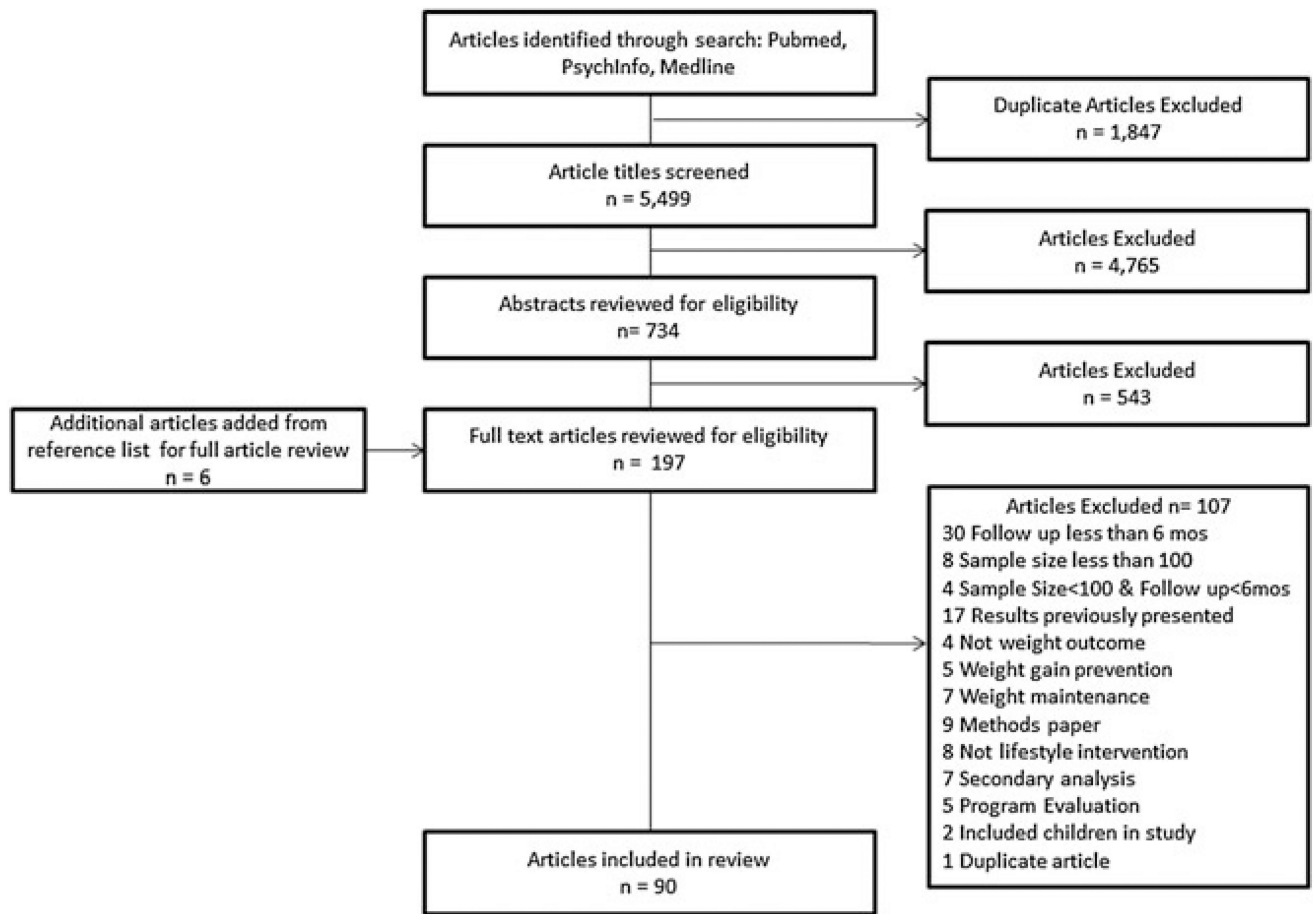 Articles identified through search: Pubmed,
PsychInfo, Medline
Duplicate Articles Excluded
n = 1,847
Article titles screened
n = 5,499
Articles Excluded
n = 4,765
Abstracts reviewed for eligibility
n= 734
Articles Excluded
n = 543
Additional articles added from
reference list for full article review
n = 6
Full text articles reviewed for eligibility
n = 197
Articles Excluded n= 107
30 Follow up less than 6 mos
8 Sample size less than 100
4 Sample Size<100 & Follow up<6mos
17 Results previously presented
4 Not weight outcome
5 Weight gain prevention
7 Weight maintenance
9 Methods paper
8 Not lifestyle intervention
7 Secondary analysis
5 Program Evaluation
2 Included children in study
1 Duplicate article
Articles included in review
n = 90